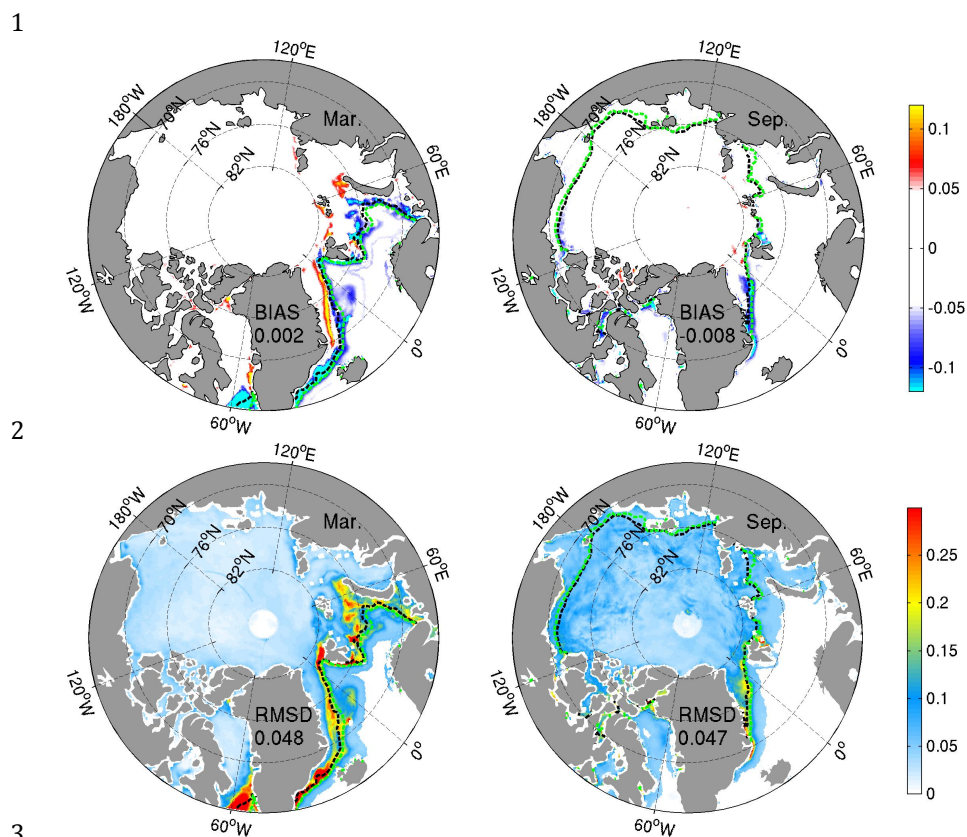 1
120°E
180°W
70°N
76°N
82°N
Mar.
60°E
120°W
BIAS
0.002
0°
60°W
120°E
180°W
70°N
76°N
82°N
Sep.
60°E
120°W
BIAS
-0.008
0°
60°W
0.1
0.05
0
-0.05
-0.1
2
120°E
180°W
70°N
76°N
82°N
Mar.
60°E
120°W
RMSD
0.048
0°
60°W
120°E
180°W
70°N
76°N
82°N
Sep.
60°E
120°W
RMSD
0.047
0°
60°W
0.25
0.2
0.15
0.1
0.05
0
3